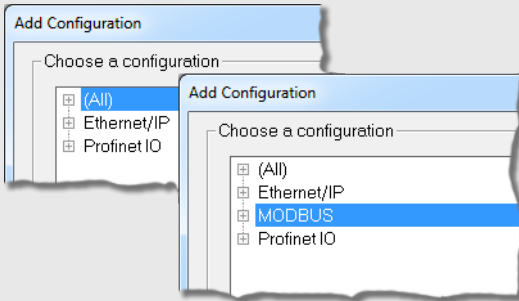 Add Configuration
Choose a configuration
(All)
Ethernet/IP
Profinet IO
Add Configuration
Choose a configuration
(All)
Ethernet/IP
MODBUS
Profinet IO